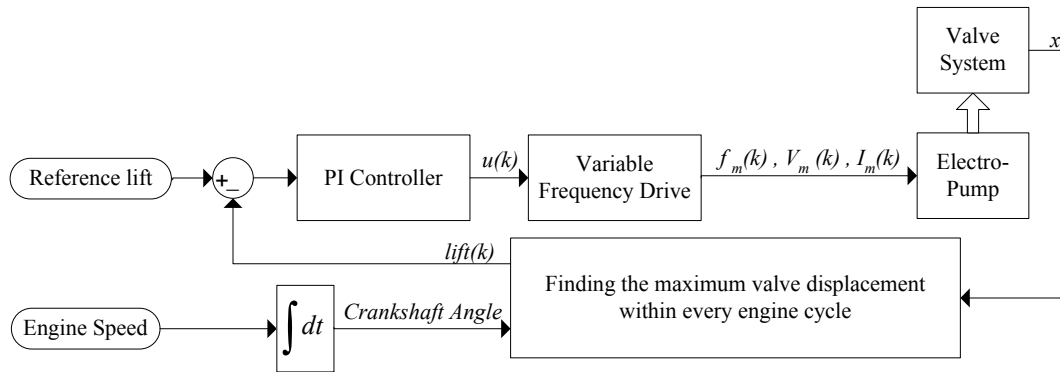 Valve
System
x
Reference lift
+
−
PI Controller
u(k)
Variable
Frequency Drive
f_m(k) , V_m (k) , I_m(k)
Electro-
Pump
lift(k)
Engine Speed
∫ dt
Crankshaft Angle
Finding the maximum valve displacement
within every engine cycle